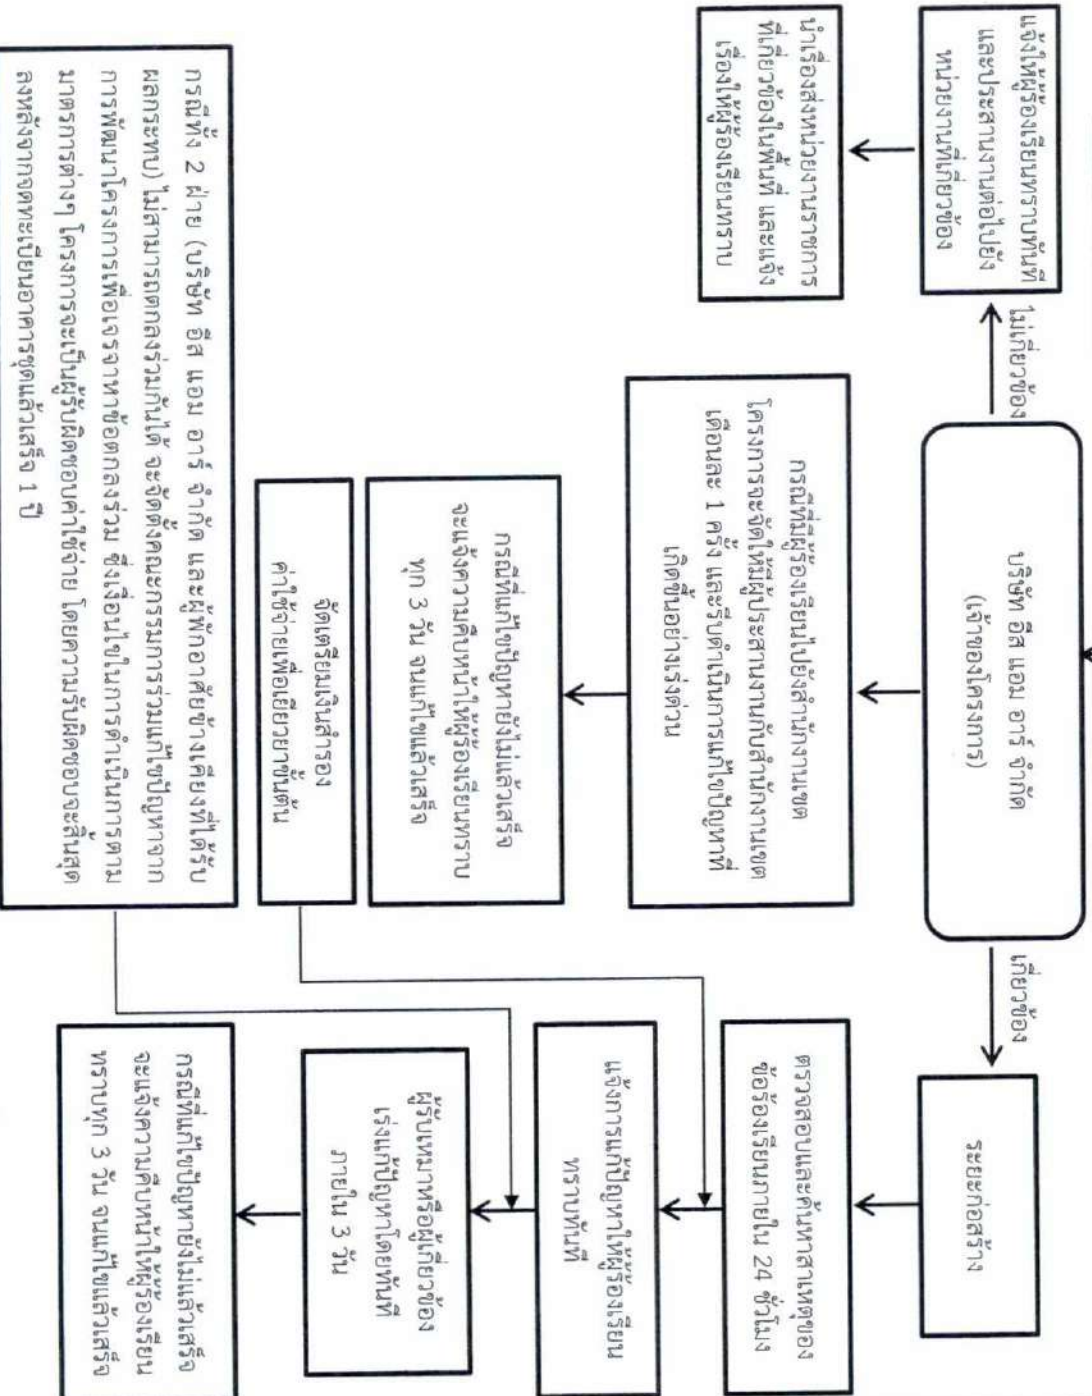 บริษัท อีส แอม อาร์ จำกัด
(เจ้าของโครงการ)
ไม่เกี่ยวข้อง
เกี่ยวข้อง
แจ้งให้ผู้ร้องเรียนทราบทันที
และประสานงานต่อไปยัง
หน่วยงานที่เกี่ยวข้อง
นำเรื่องส่งหน่วยงานราชการ
ที่เกี่ยวข้องในพื้นที่ และแจ้ง
เรื่องให้ผู้ร้องเรียนทราบ
กรณีที่มีผู้ร้องเรียนไปยังสำนักงานเขต
โครงการจะจัดให้มีผู้ประสานงานกับสำนักงานเขต
เดือนละ 1 ครั้ง และรีบดำเนินการแก้ไขปัญหาที่
เกิดขึ้นอย่างเร่งด่วน
กรณีที่แก้ไขปัญหายังไม่แล้วเสร็จ
จะแจ้งความคืบหน้าให้ผู้ร้องเรียนทราบ
ทุก 3 วัน จนแก้ไขแล้วเสร็จ
จัดเตรียมเงินสำรอง
ค่าใช้จ่ายเพื่อเยียวยาขั้นต้น
กรณีทั้ง 2 ฝ่าย (บริษัท อีส แอม อาร์ จำกัด และผู้พักอาศัยข้างเคียงที่ได้รับ
ผลกระทบ) ไม่สามารถตกลงร่วมกันได้ จะจัดตั้งคณะกรรมการร่วมแก้ไขปัญหาจาก
การพัฒนาโครงการเพื่อเจรจาหาข้อตกลงร่วม ซึ่งเงื่อนไขในการดำเนินการตาม
มาตรการต่างๆ โครงการจะเป็นผู้รับผิดชอบค่าใช้จ่าย โดยความรับผิดชอบจะสิ้นสุด
ลงหลังจากจดทะเบียนอาคารชุดแล้วเสร็จ 1 ปี
ระยะก่อสร้าง
ตรวจสอบและค้นหาสาเหตุของ
ข้อร้องเรียนภายใน 24 ชั่วโมง
แจ้งการแก้ปัญหาให้ผู้ร้องเรียน
ทราบทันที
ผู้รับเหมาหรือผู้เกี่ยวข้อง
เร่งแก้ปัญหาโดยทันที
ภายใน 3 วัน
กรณีที่แก้ไขปัญหายังไม่แล้วเสร็จ
จะแจ้งความคืบหน้าให้ผู้ร้องเรียน
ทราบทุก 3 วัน จนแก้ไขแล้วเสร็จ